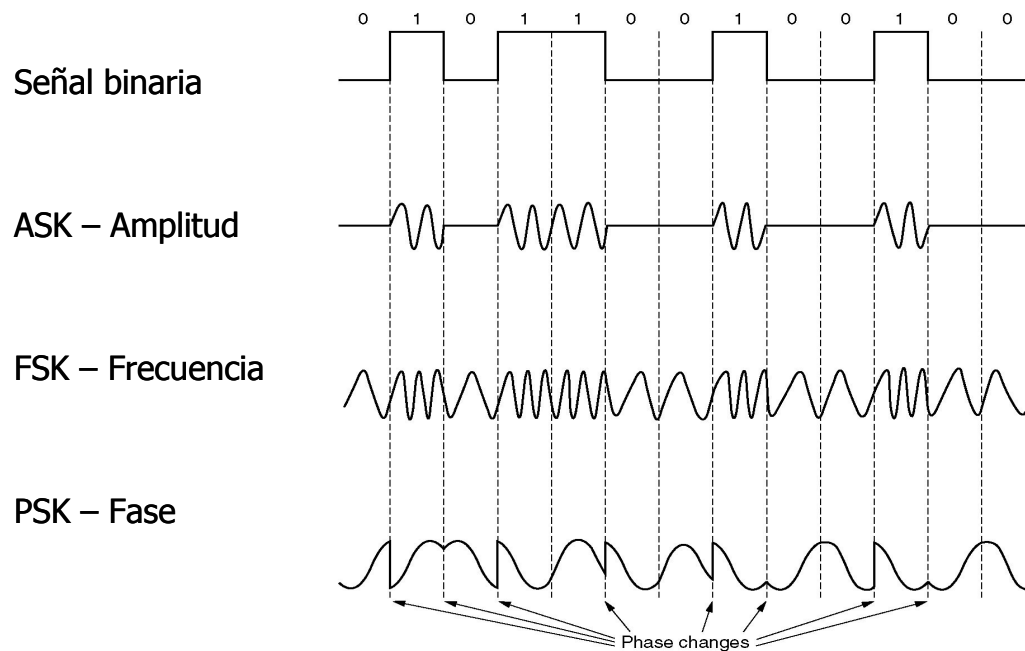 0 1 0 1 1 0 0 1 0 0 1 0 0
Señal binaria
ASK – Amplitud
FSK – Frecuencia
PSK – Fase
Phase changes